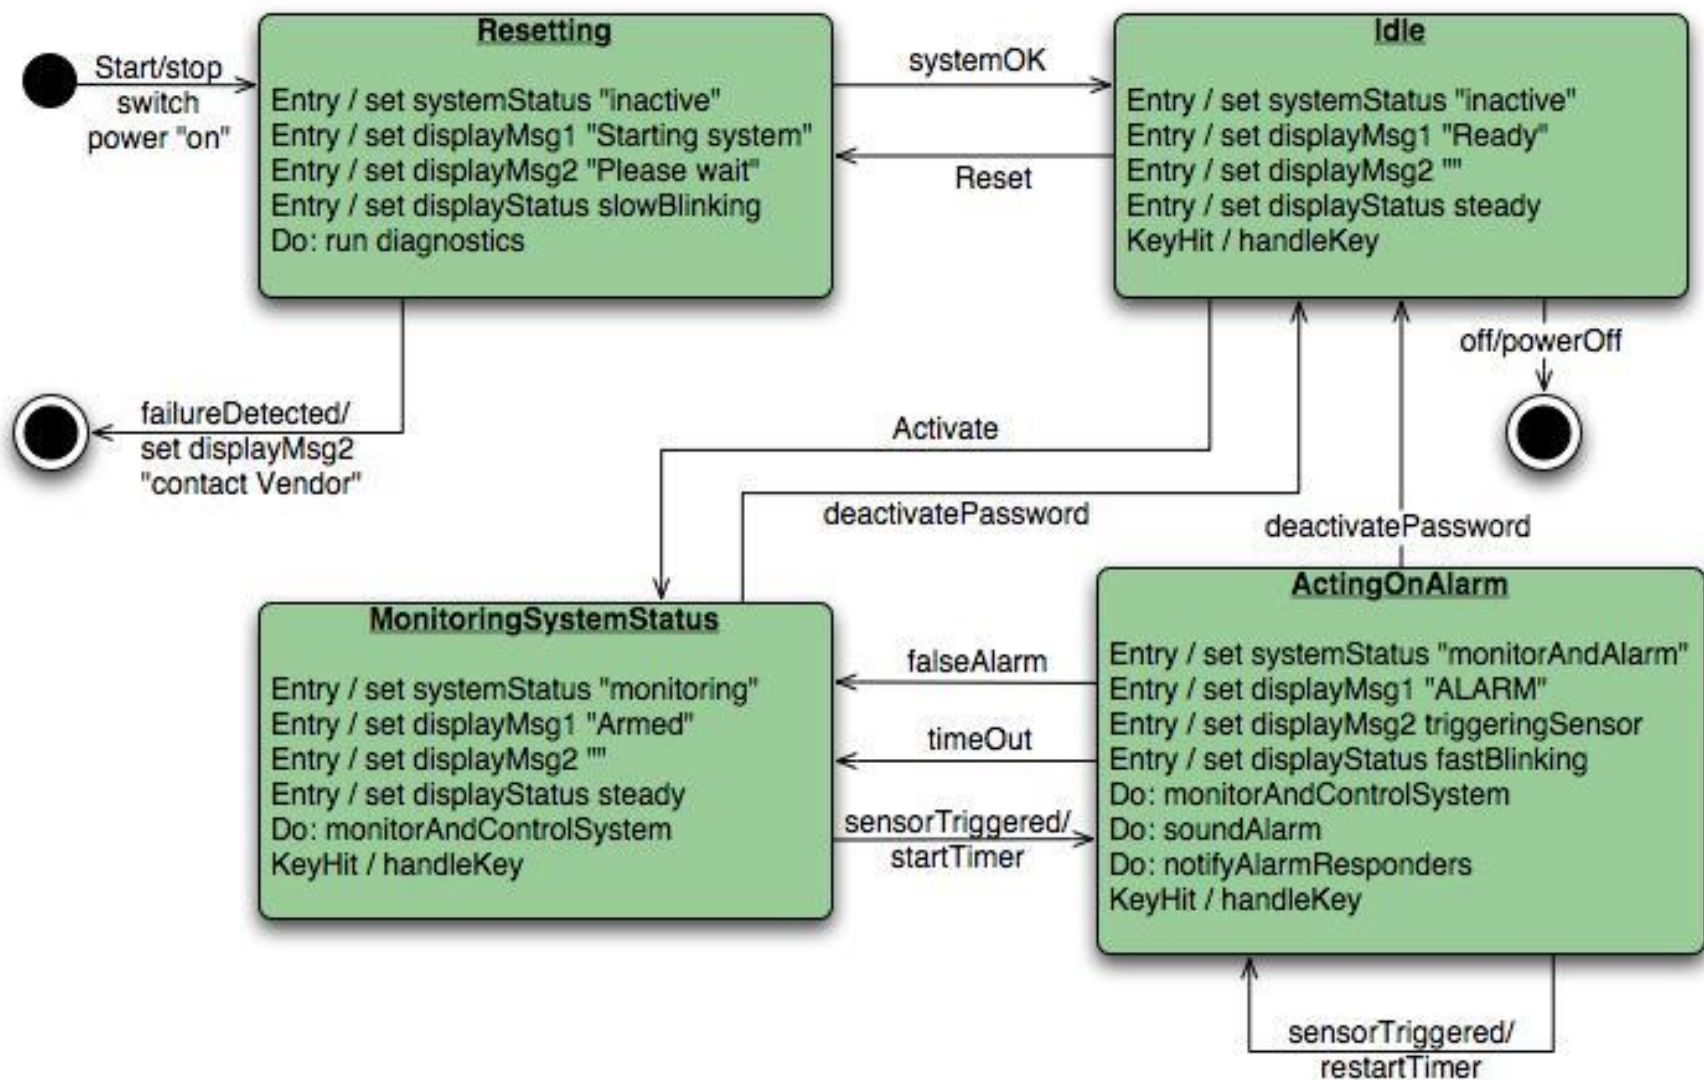 Resetting
Entry / set systemStatus "inactive"
Entry / set displayMsg1 "Starting system"
Entry / set displayMsg2 "Please wait"
Entry / set displayStatus slowBlinking
Do: run diagnostics
Start/stop
switch
power "on"
systemOK
Reset
Idle
Entry / set systemStatus "inactive"
Entry / set displayMsg1 "Ready"
Entry / set displayMsg2 ""
Entry / set displayStatus steady
KeyHit / handleKey
off/powerOff
failureDetected/
set displayMsg2
"contact Vendor"
Activate
deactivatePassword
deactivatePassword
MonitoringSystemStatus
Entry / set systemStatus "monitoring"
Entry / set displayMsg1 "Armed"
Entry / set displayMsg2 ""
Entry / set displayStatus steady
Do: monitorAndControlSystem
KeyHit / handleKey
falseAlarm
timeOut
sensorTriggered/
startTimer
ActingOnAlarm
Entry / set systemStatus "monitorAndAlarm"
Entry / set displayMsg1 "ALARM"
Entry / set displayMsg2 triggeringSensor
Entry / set displayStatus fastBlinking
Do: monitorAndControlSystem
Do: soundAlarm
Do: notifyAlarmResponders
KeyHit / handleKey
sensorTriggered/
restartTimer